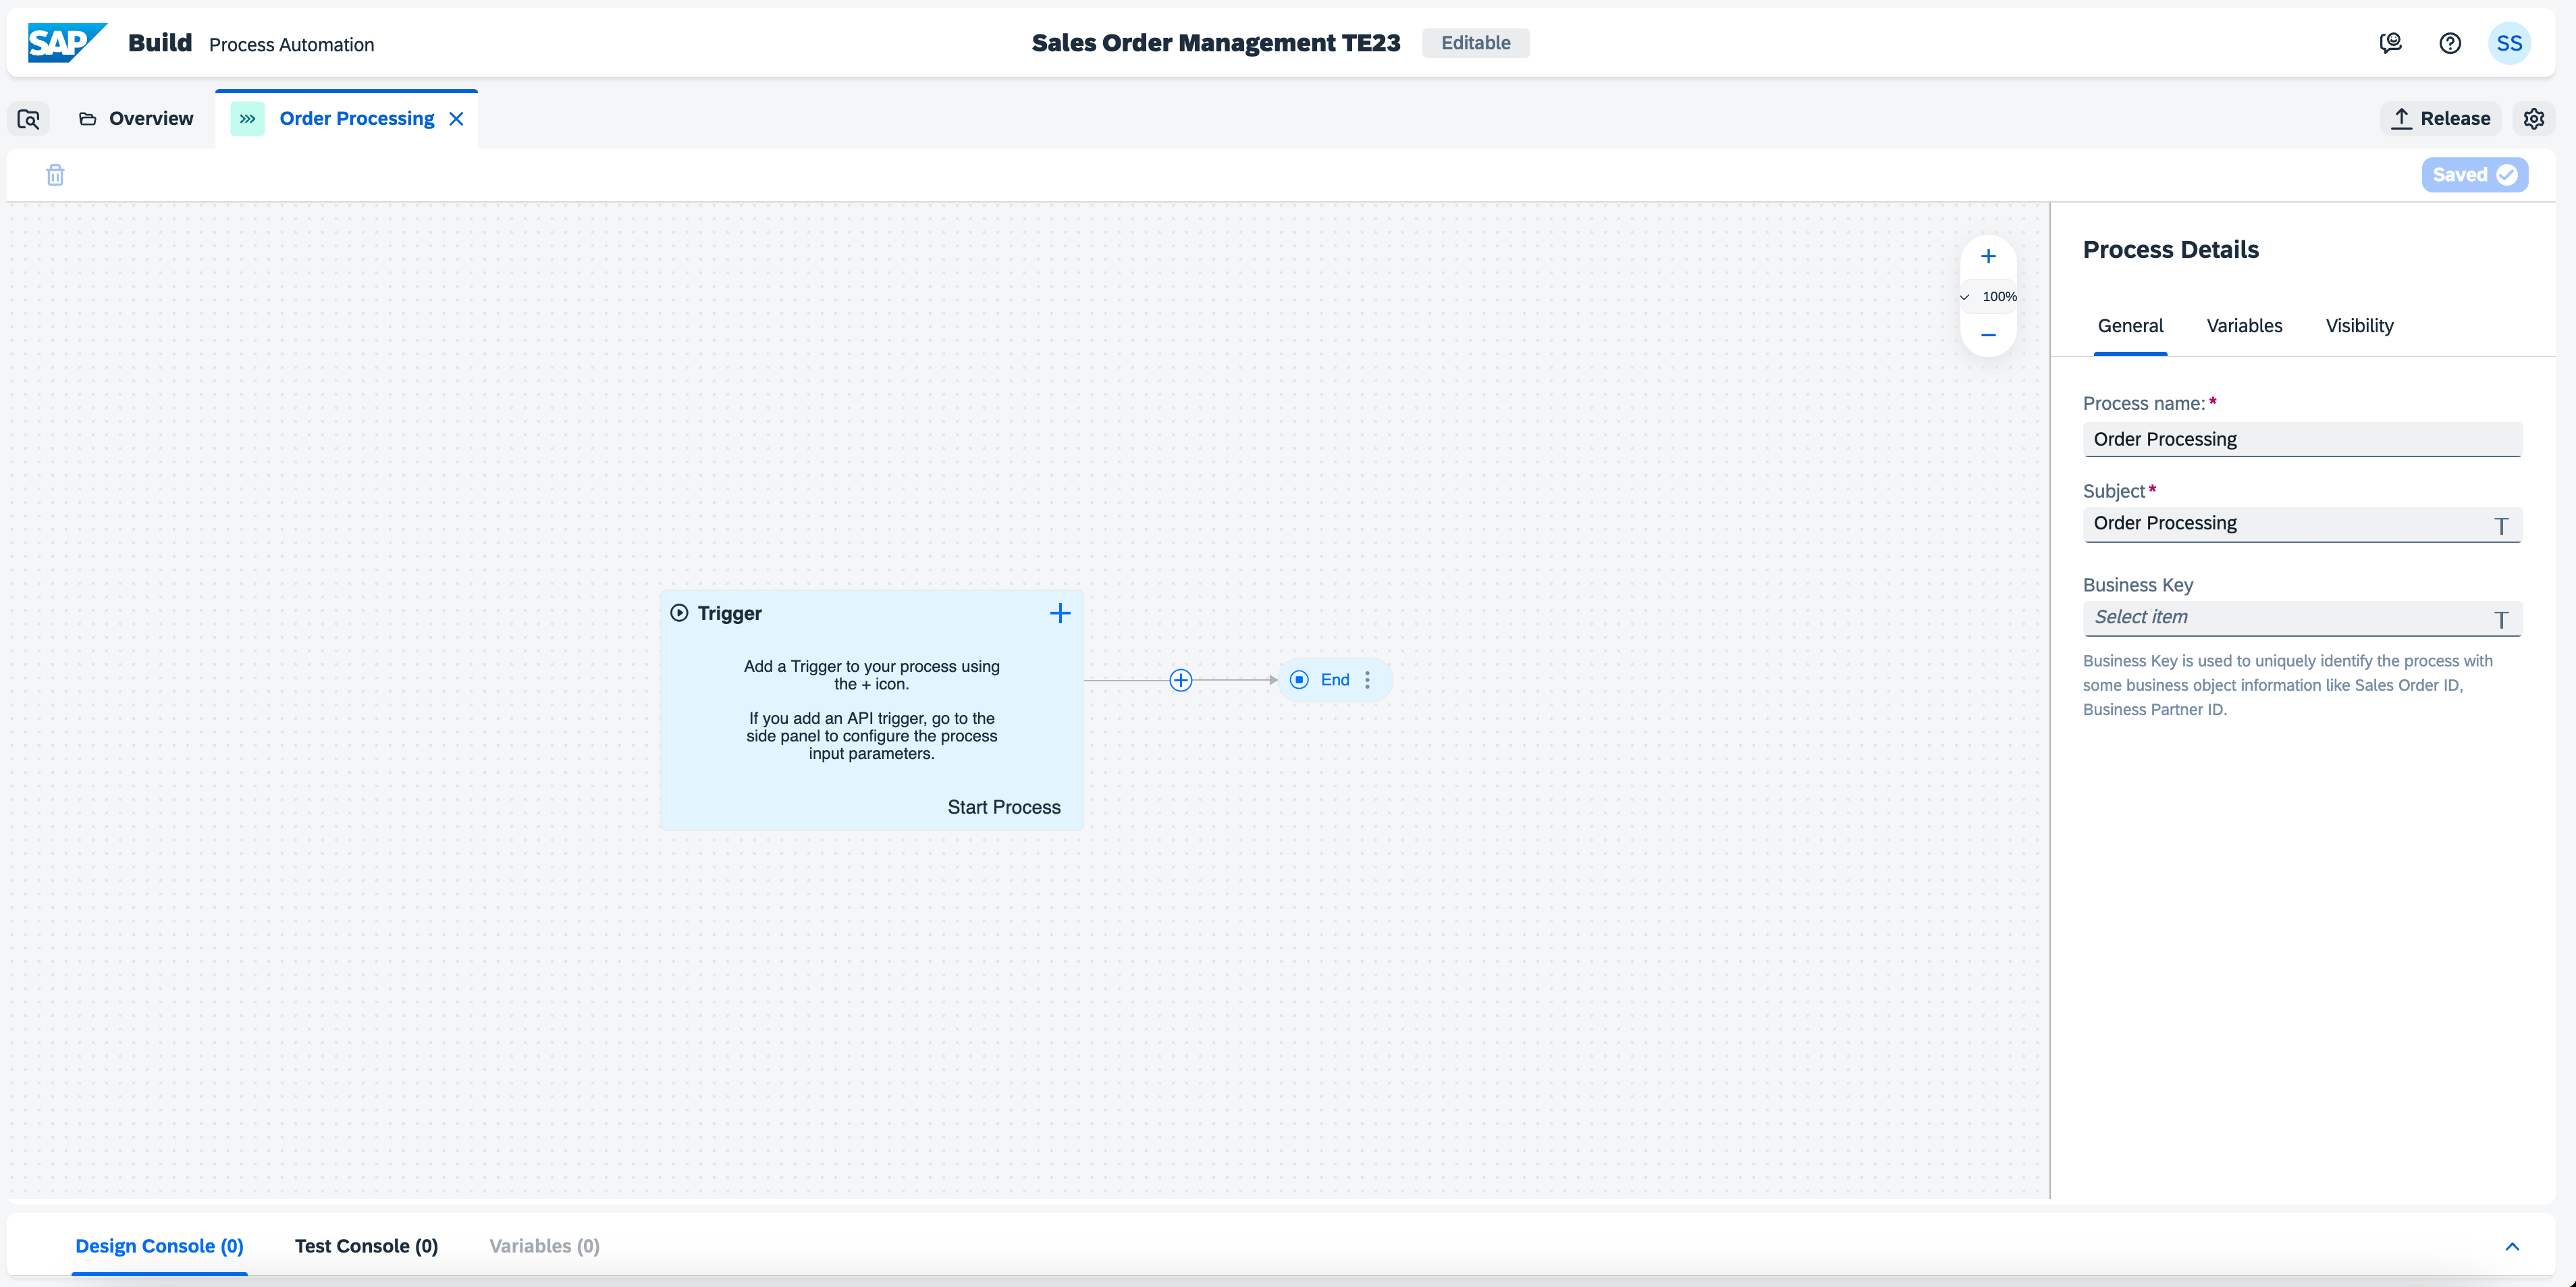 SAP Build Process Automation
Sales Order Management TE23 Editable
SS
Overview
Order Processing
Release
Saved
100%
Trigger
Add a Trigger to your process using
the + icon.
If you add an API trigger, go to the
side panel to configure the process
input parameters.
Start Process
End
Process Details
General Variables Visibility
Process name:*
Order Processing
Subject*
Order Processing
Business Key
Select item
Business Key is used to uniquely identify the process with
some business object information like Sales Order ID,
Business Partner ID.
Design Console (0) Test Console (0) Variables (0)